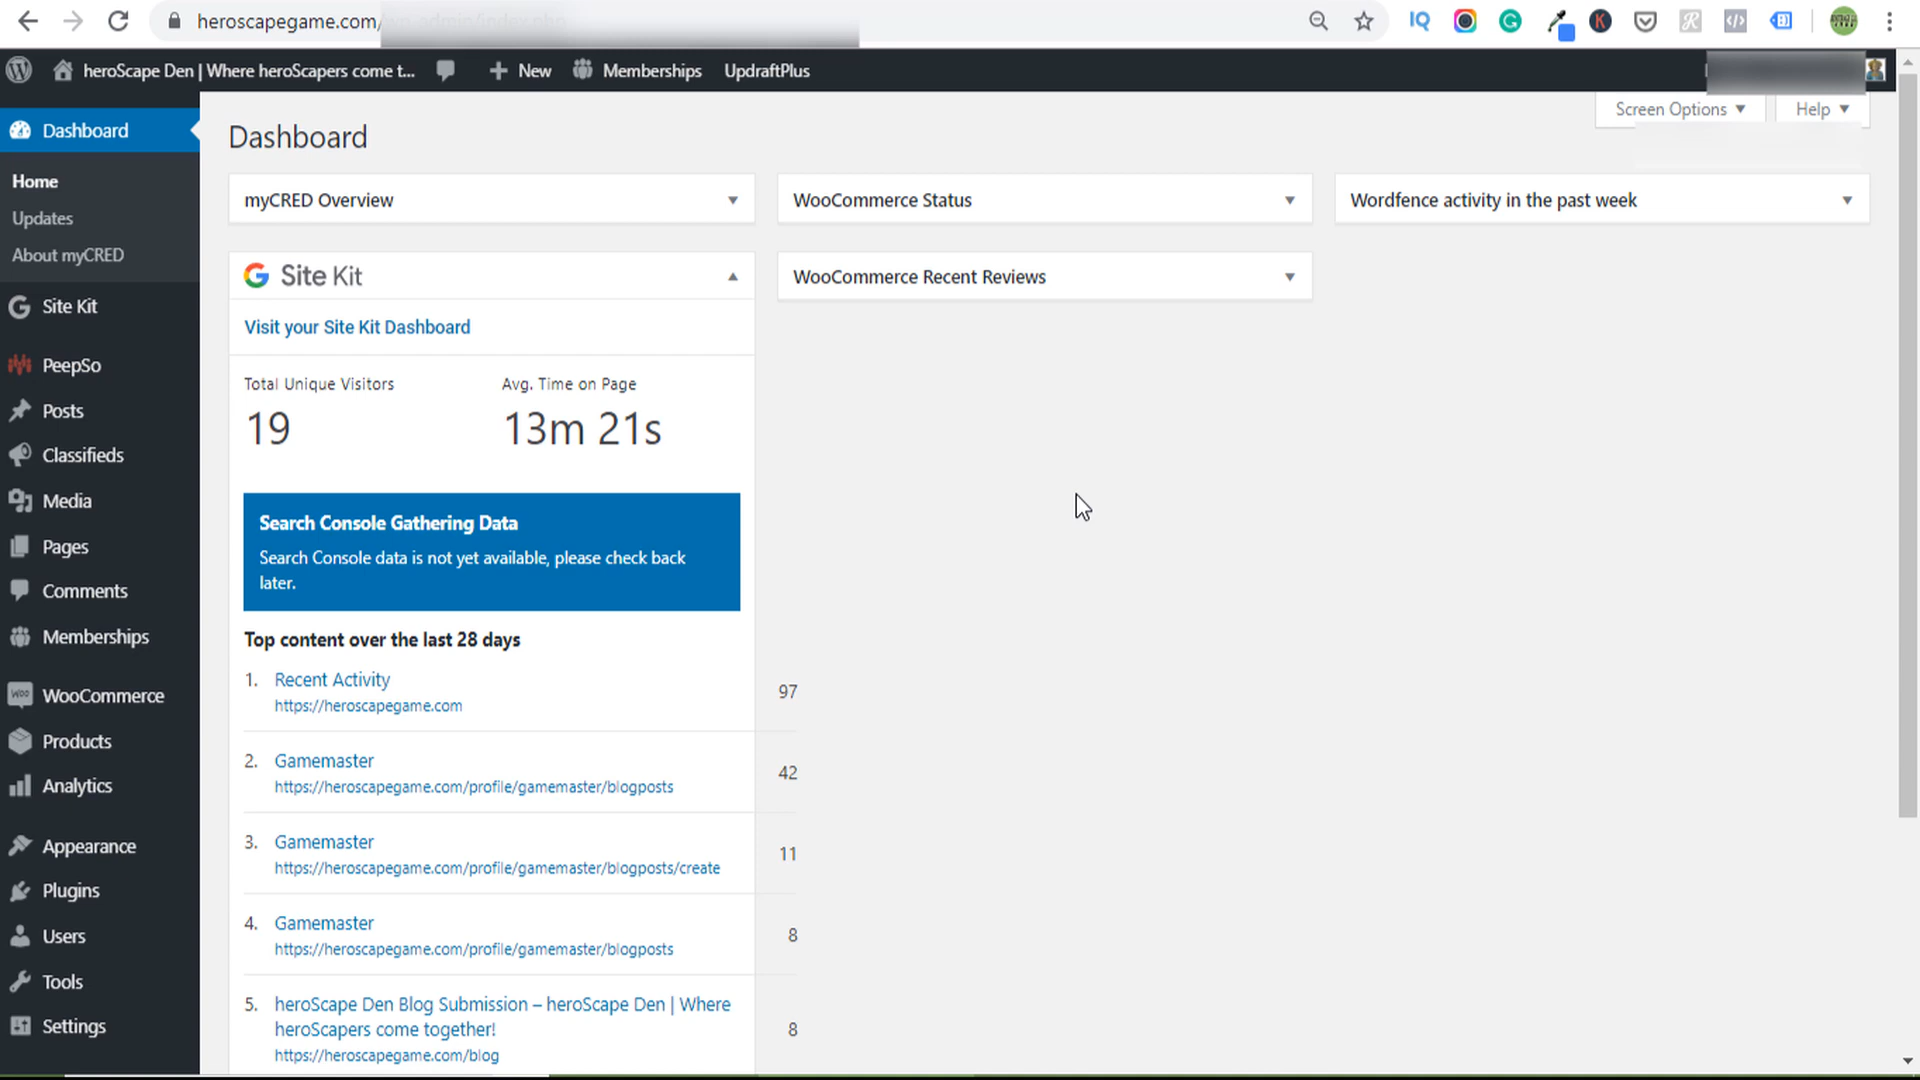 heroscapegame.com/
heroScape Den | Where heroScapers come t...
New
Memberships
UpdraftPlus
Screen Options
Help
Dashboard
Home
Updates
About myCRED
Site Kit
PeepSo
Posts
Classifieds
Media
Pages
Comments
Memberships
WooCommerce
Products
Analytics
Appearance
Plugins
Users
Tools
Settings
Dashboard
myCRED Overview
WooCommerce Status
Wordfence activity in the past week
Site Kit
WooCommerce Recent Reviews
Visit your Site Kit Dashboard
Total Unique Visitors
19
Avg. Time on Page
13m 21s
Search Console Gathering Data
Search Console data is not yet available, please check back
later.
Top content over the last 28 days
1. Recent Activity
https://heroscapegame.com
97
2. Gamemaster
https://heroscapegame.com/profile/gamemaster/blogposts
42
3. Gamemaster
https://heroscapegame.com/profile/gamemaster/blogposts/create
11
4. Gamemaster
https://heroscapegame.com/profile/gamemaster/blogposts
8
5. heroScape Den Blog Submission – heroScape Den | Where
heroScapers come together!
https://heroscapegame.com/blog
8